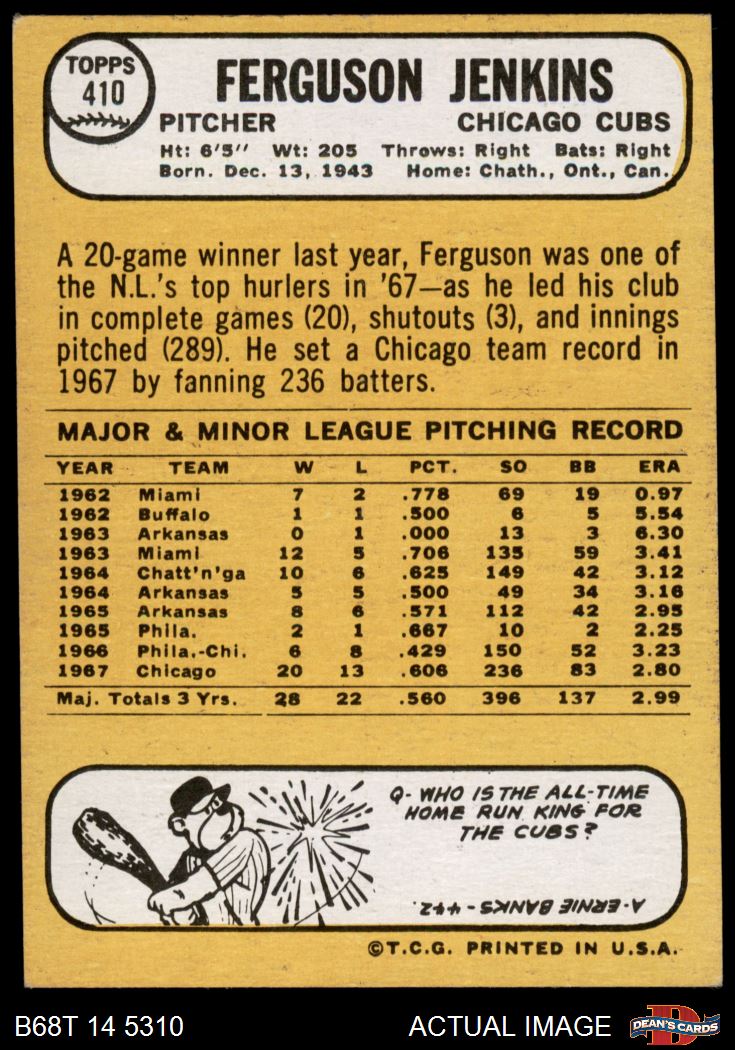 TOPPS
410
FERGUSON JENKINS
PITCHER CHICAGO CUBS
Ht: 6'5" Wt: 205 Throws: Right Bats: Right
Born. Dec. 13, 1943 Home: Chath., Ont., Can.
A 20-game winner last year, Ferguson was one of
the N.L.'s top hurlers in '67—as he led his club
in complete games (20), shutouts (3), and innings
pitched (289). He set a Chicago team record in
1967 by fanning 236 batters.
MAJOR & MINOR LEAGUE PITCHING RECORD
YEAR TEAM W L PCT. SO BB ERA
1962 Miami 7 2 .778 69 19 0.97
1962 Buffalo 1 1 .500 6 5 5.54
1963 Arkansas 0 1 .000 13 3 6.30
1963 Miami 12 5 .706 135 59 3.41
1964 Chatt'n'ga 10 6 .625 149 42 3.12
1964 Arkansas 5 5 .500 49 34 3.16
1965 Arkansas 8 6 .571 112 42 2.95
1965 Phila. 2 1 .667 10 2 2.25
1966 Phila.-Chi. 6 8 .429 150 52 3.23
1967 Chicago 20 13 .606 236 83 2.80
Maj. Totals 3 Yrs. 28 22 .560 396 137 2.99
Q- WHO IS THE ALL-TIME
HOME RUN KING FOR
THE CUBS?
A-ERNIE BANKS-442.
©T.C.G. PRINTED IN U.S.A.
B68T 14 5310 ACTUAL IMAGE DEAN'S CARDS